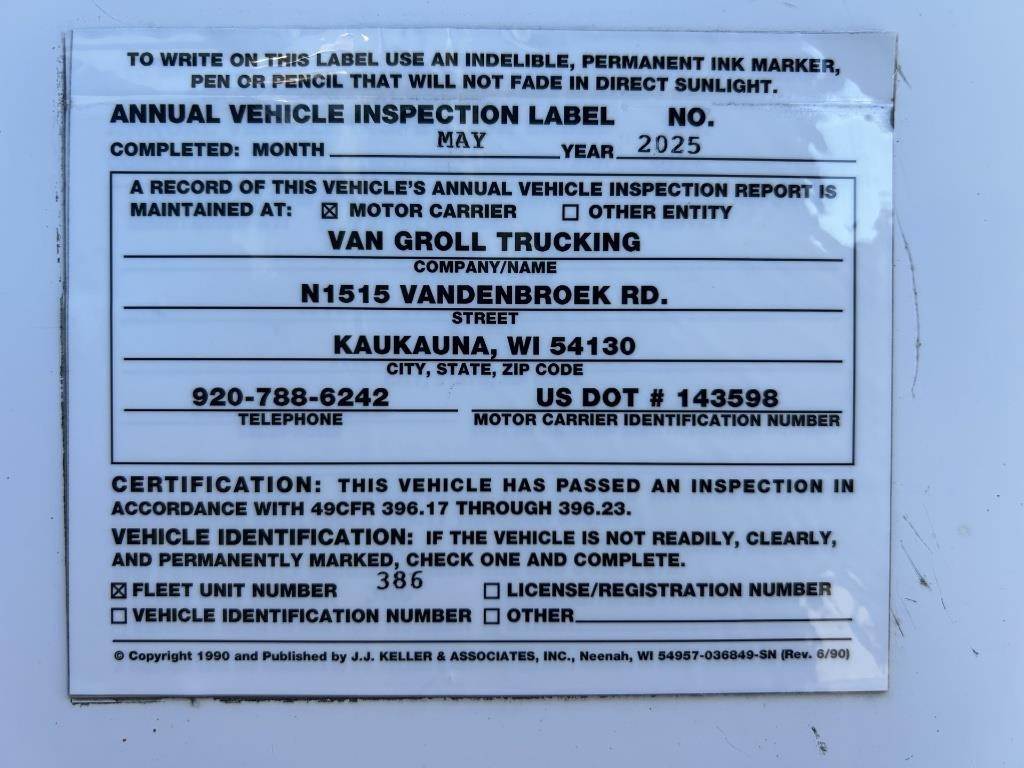 TO WRITE ON THIS LABEL USE AN INDELIBLE, PERMANENT INK MARKER,
PEN OR PENCIL THAT WILL NOT FADE IN DIRECT SUNLIGHT.
ANNUAL VEHICLE INSPECTION LABEL NO.
COMPLETED: MONTH MAY YEAR 2025
A RECORD OF THIS VEHICLE'S ANNUAL VEHICLE INSPECTION REPORT IS
MAINTAINED AT: ☒ MOTOR CARRIER ☐ OTHER ENTITY
VAN GROLL TRUCKING
COMPANY/NAME
N1515 VANDENBROEK RD.
STREET
KAUKAUNA, WI 54130
CITY, STATE, ZIP CODE
920-788-6242 US DOT # 143598
TELEPHONE MOTOR CARRIER IDENTIFICATION NUMBER
CERTIFICATION: THIS VEHICLE HAS PASSED AN INSPECTION IN
ACCORDANCE WITH 49CFR 396.17 THROUGH 396.23.
VEHICLE IDENTIFICATION: IF THE VEHICLE IS NOT READILY, CLEARLY,
AND PERMANENTLY MARKED, CHECK ONE AND COMPLETE.
☒ FLEET UNIT NUMBER 386 ☐ LICENSE/REGISTRATION NUMBER
☐ VEHICLE IDENTIFICATION NUMBER ☐ OTHER
© Copyright 1990 and Published by J.J. KELLER & ASSOCIATES, INC., Neenah, WI 54957-036849-SN (Rev. 6/90)